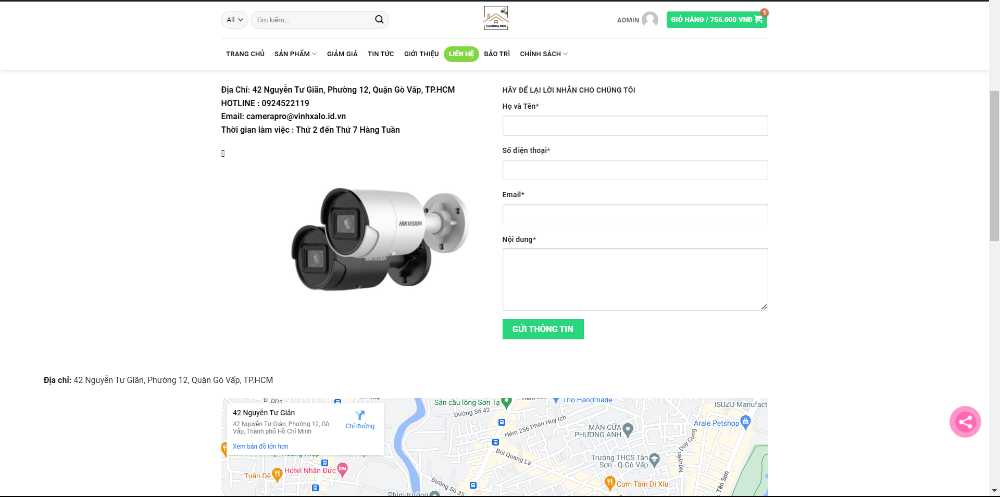 All
Tìm kiếm...
CAMERA PRO
ADMIN
GIỎ HÀNG / 756.000 VNĐ
1
TRANG CHỦ
SẢN PHẨM
GIẢM GIÁ
TIN TỨC
GIỚI THIỆU
LIÊN HỆ
BẢO TRÌ
CHÍNH SÁCH
Địa Chỉ: 42 Nguyễn Tư Giãn, Phường 12, Quận Gò Vấp, TP.HCM
HOTLINE : 0924522119
Email: camerapro@vinhxalo.id.vn
Thời gian làm việc : Thứ 2 đến Thứ 7 Hàng Tuần
HIKVISION
HIKVISION
HÃY ĐỂ LẠI LỜI NHẮN CHO CHÚNG TÔI
Họ và Tên*
Số điện thoại*
Email*
Nội dung*
GỬI THÔNG TIN
Địa chỉ: 42 Nguyễn Tư Giãn, Phường 12, Quận Gò Vấp, TP.HCM
Đ. DD5
42 Nguyễn Tư Giản
42 Nguyễn Tư Giản, Phường 12, Gò
Vấp, Thành phố Hồ Chí Minh
Chỉ đường
Xem bản đồ lớn hơn
Sân cầu lông Sơn Tạ
Đường Số 42
Thỏ Handmade
Hẻm 256 Phan Huy Ích
ISUZU
Arale Petshop
MÀN CỬA
PHƯƠNG ANH
Bùi Quang Là
Nguyễn Duy Cung
Trường THCS Tân
Sơn - Q.Gò Vấp
Hotel Nhân Đức
Tuấn Dê
Đường Số 35
Phim trường
Cơm Tấm Dì Xíu
Tân Sơn